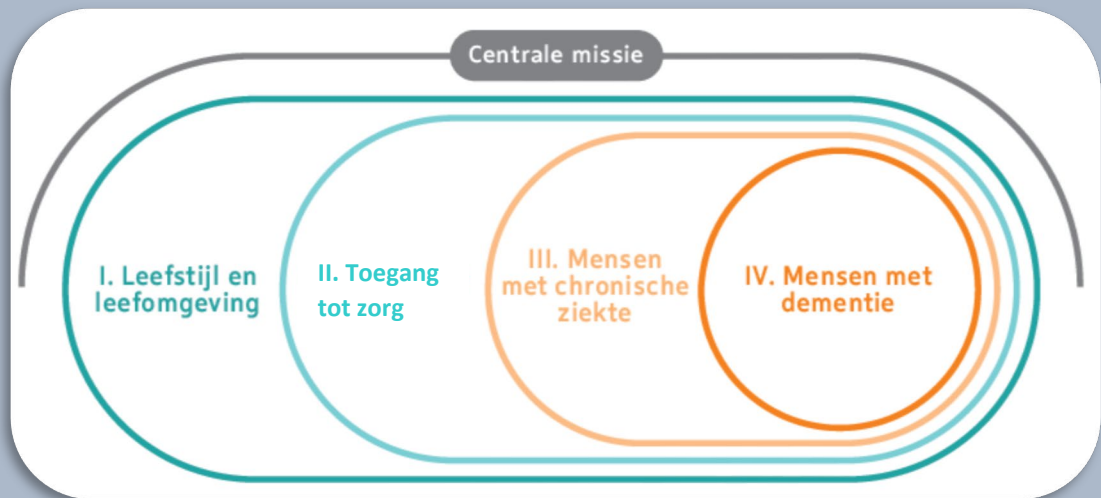 Centrale missie
I. Leefstijl en
leefomgeving
II. Toegang
tot zorg
III. Mensen
met chronische
ziekte
IV. Mensen met
dementie